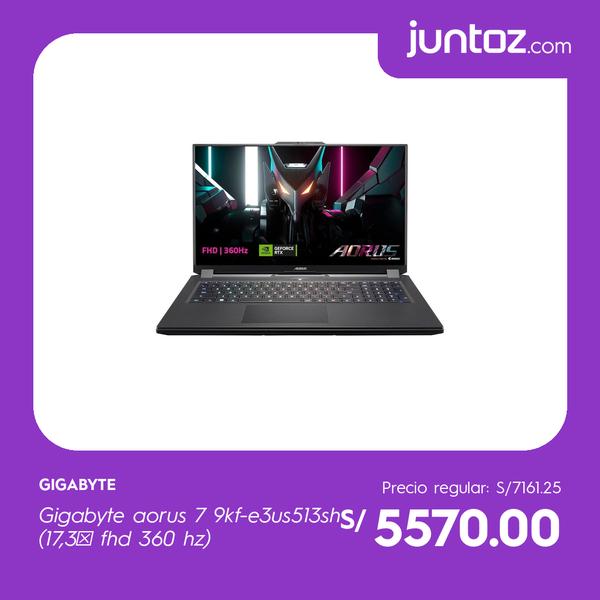 juntoz.com
FHD | 360Hz
GEFORCE
RTX
AORUS
GIGABYTE
Precio regular: S/7161.25
Gigabyte aorus 7 9kf-e3us513sh
(17,3 fhd 360 hz)
S/ 5570.00